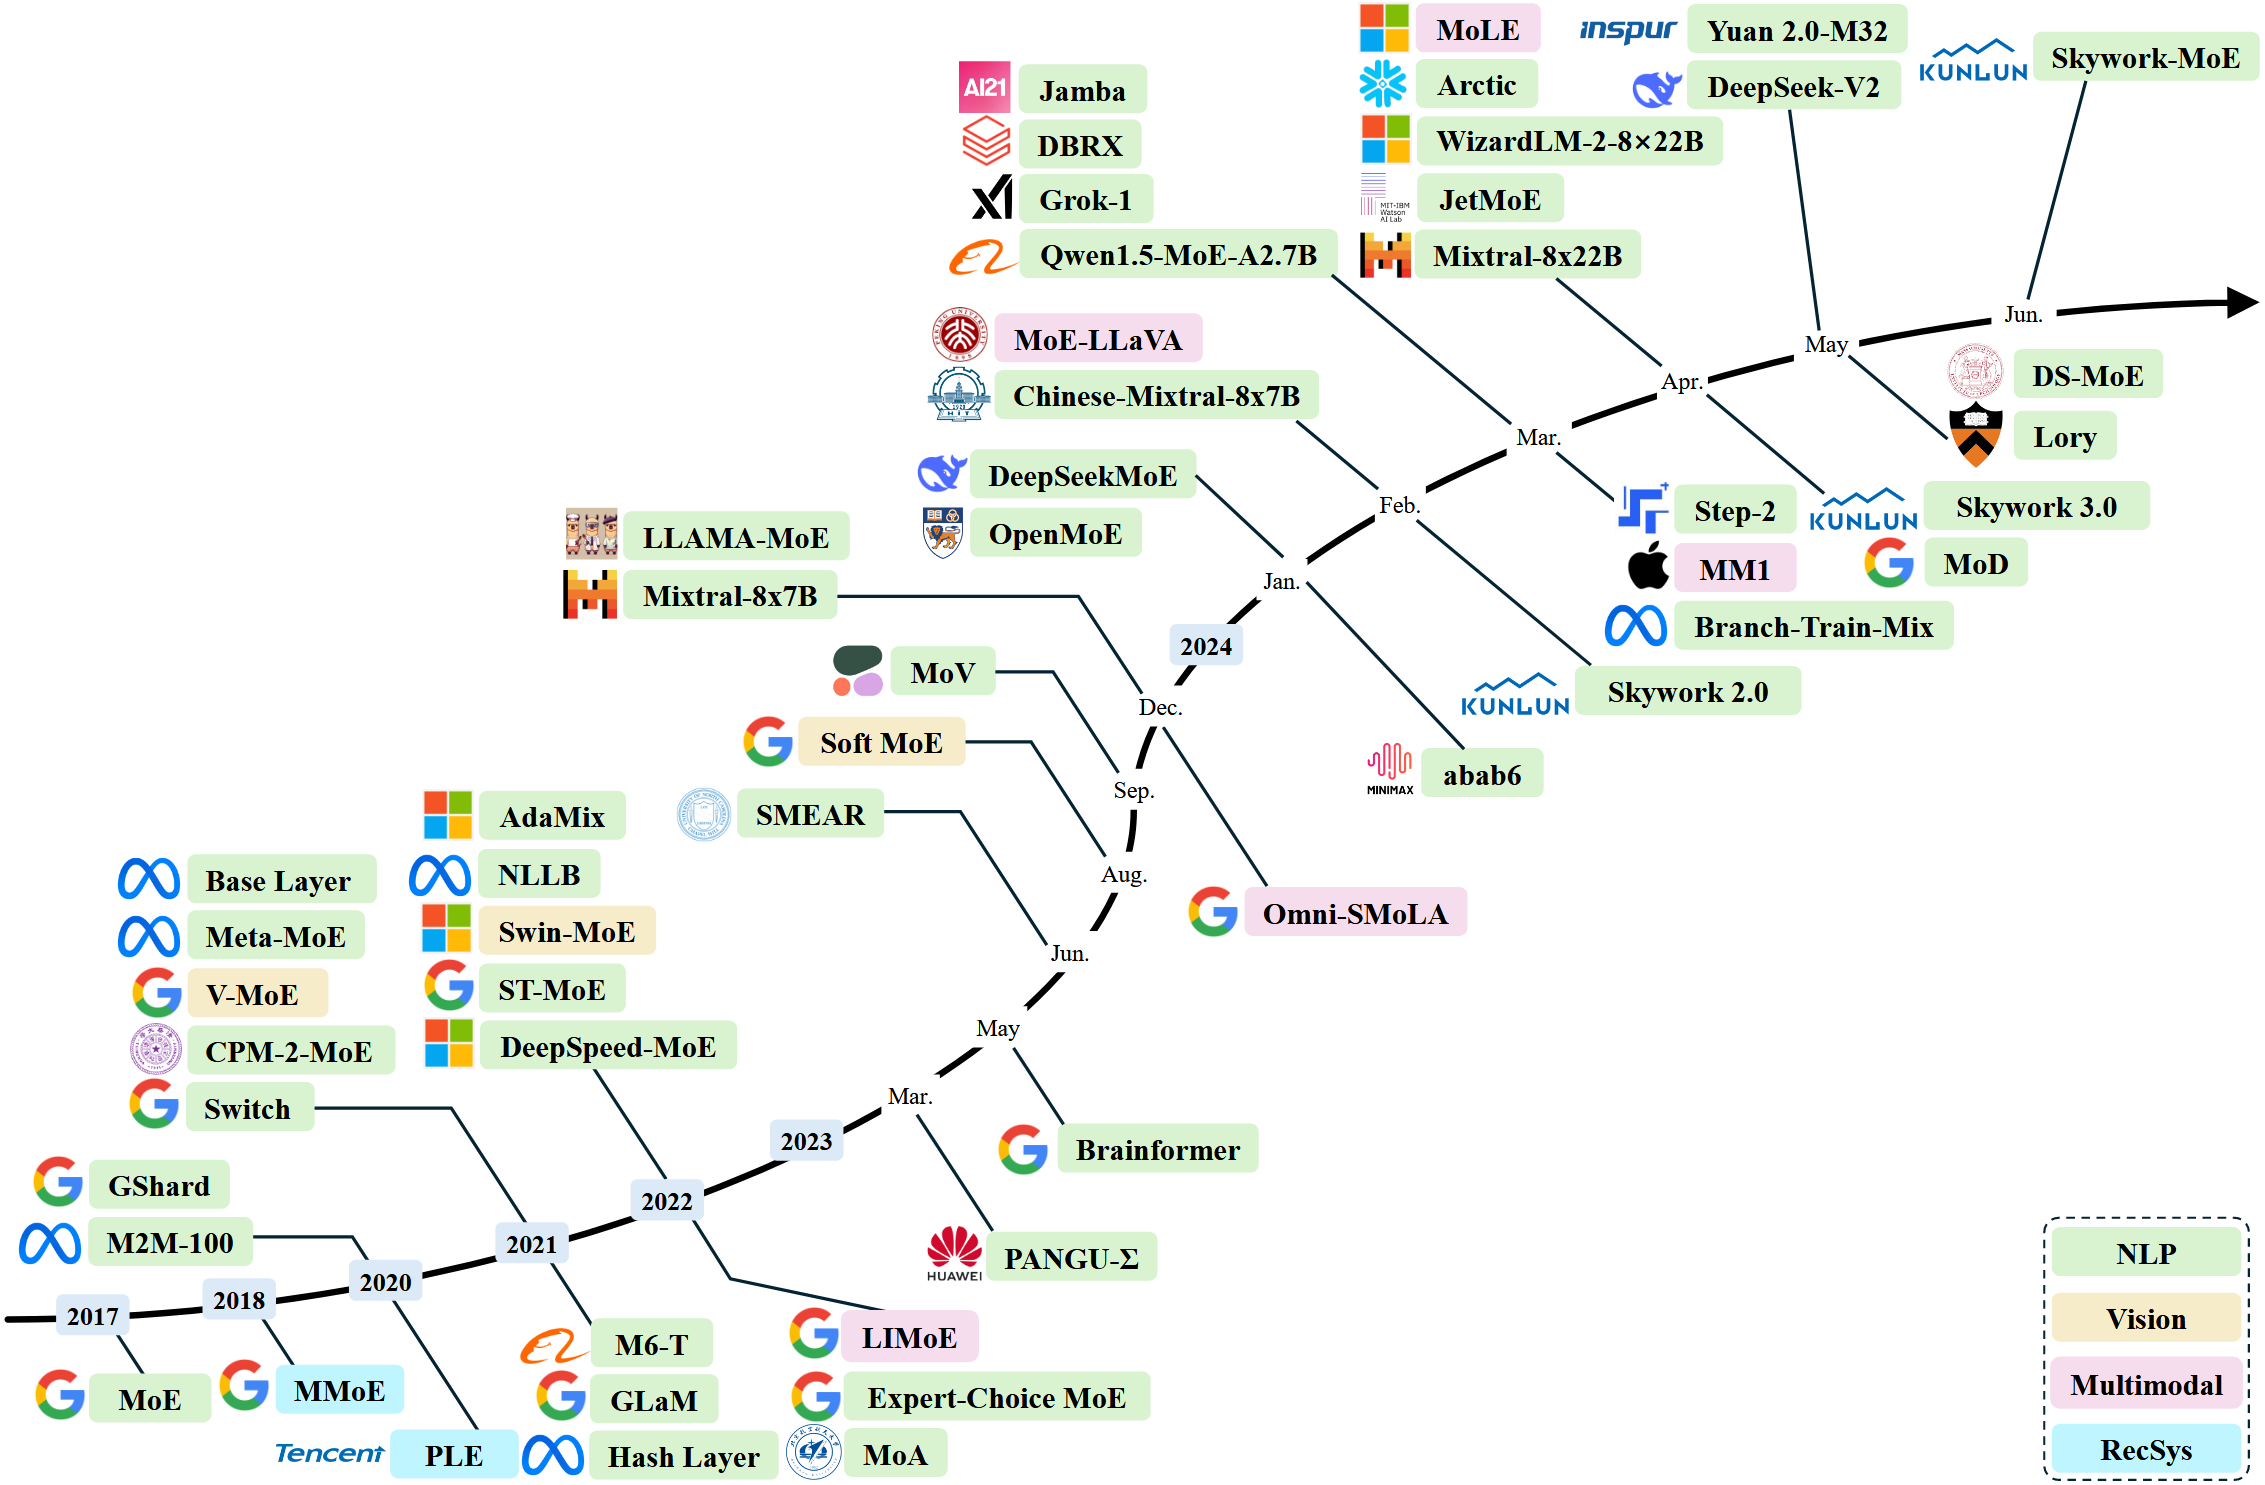 MoLE
inspur
Yuan 2.0-M32
KUNLUN
Skywork-MoE
AI21
Jamba
Arctic
DeepSeek-V2
DBRX
WizardLM-2-8×22B
Grok-1
MIT-IBM
Watson
AI Lab
JetMoE
Qwen1.5-MoE-A2.7B
Mixtral-8x22B
MoE-LLaVA
Chinese-Mixtral-8x7B
DeepSeekMoE
OpenMoE
LLAMA-MoE
Mixtral-8x7B
MoV
Soft MoE
SMEAR
Jun.
May
Apr.
Mar.
Feb.
Jan.
2024
Dec.
Sep.
Aug.
Jun.
May
Mar.
2023
2022
2021
2020
2018
2017
DS-MoE
Lory
Step-2
KUNLUN
Skywork 3.0
MM1
MoD
Branch-Train-Mix
KUNLUN
Skywork 2.0
MINIMAX
abab6
Omni-SMoLA
AdaMix
Base Layer
NLLB
Meta-MoE
Swin-MoE
V-MoE
ST-MoE
CPM-2-MoE
DeepSpeed-MoE
Switch
Brainformer
GShard
M2M-100
HUAWEI
PANGU-Σ
MoE
MMoE
Tencent
PLE
M6-T
GLaM
Hash Layer
LIMoE
Expert-Choice MoE
MoA
NLP
Vision
Multimodal
RecSys